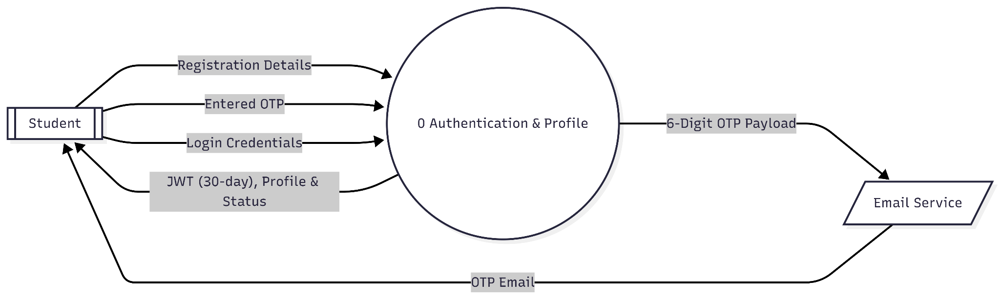 Registration Details
Entered OTP
Student
0 Authentication & Profile
6-Digit OTP Payload
Login Credentials
JWT (30-day), Profile &
Status
Email Service
OTP Email